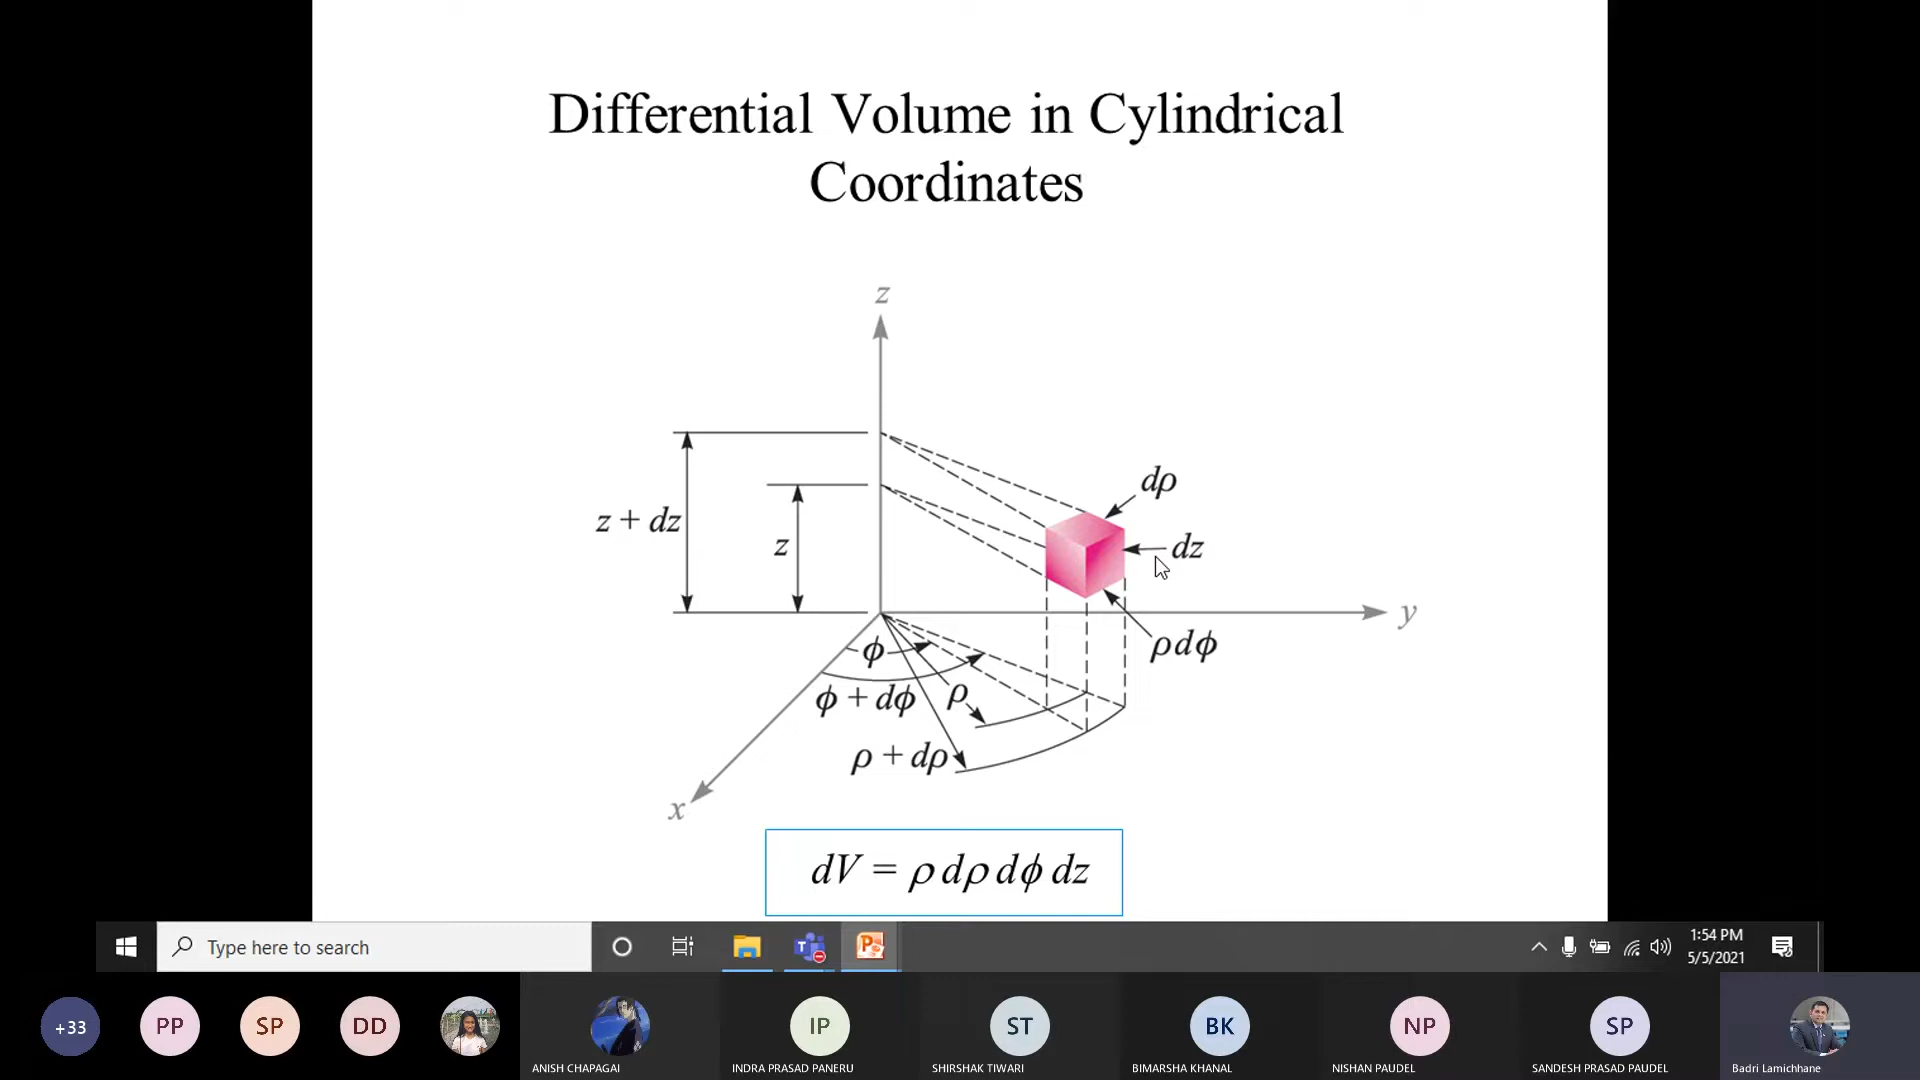 Differential Volume in Cylindrical
Coordinates
z
dρ
z + dz
z
dz
y
ρdϕ
ϕ
ϕ + dϕ
ρ
ρ + dρ
x
dV = ρ dρ dϕ dz
Type here to search
1:54 PM
5/5/2021
+33
PP
SP
DD
IP
ST
BK
NP
SP
ANISH CHAPAGAI
INDRA PRASAD PANERU
SHIRSHAK TIWARI
BIMARSHA KHANAL
NISHAN PAUDEL
SANDESH PRASAD PAUDEL
Badri Lamichhane